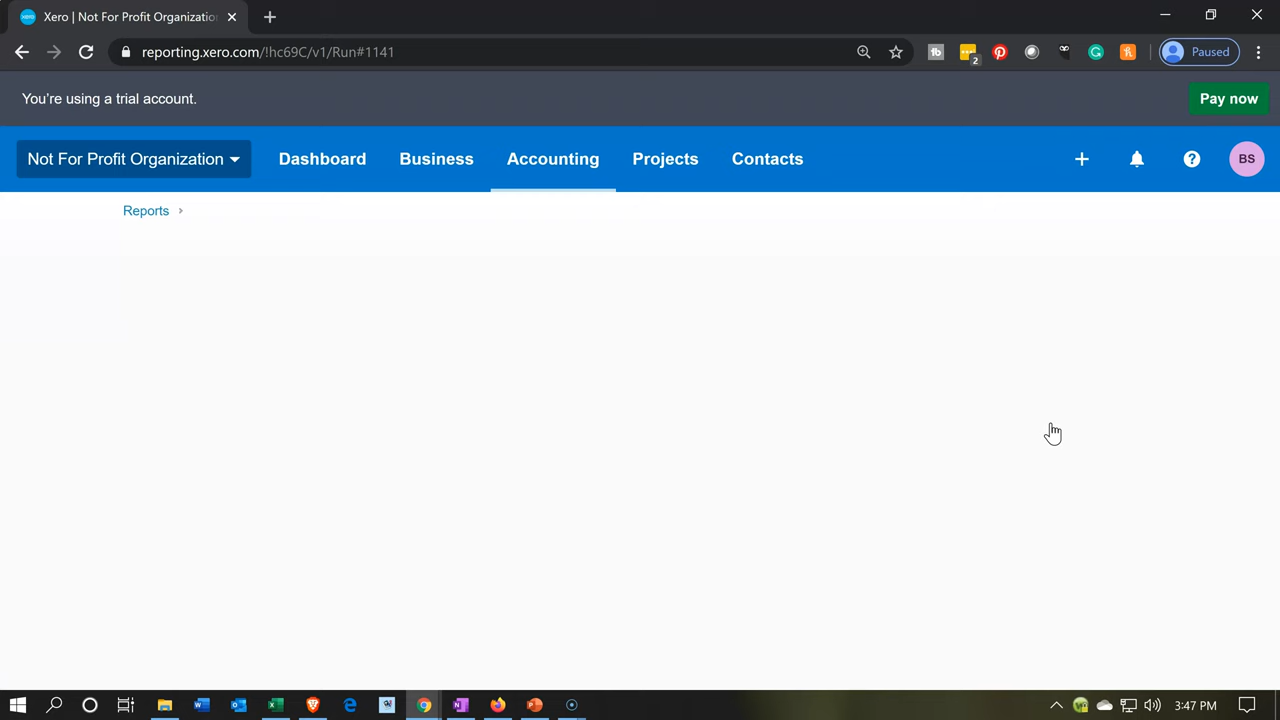 Xero | Not For Profit Organizatio
reporting.xero.com/!hc69C/v1/Run#1141
2
Paused
You're using a trial account.
Pay now
Not For Profit Organization
Dashboard
Business
Accounting
Projects
Contacts
BS
Reports
3:47 PM